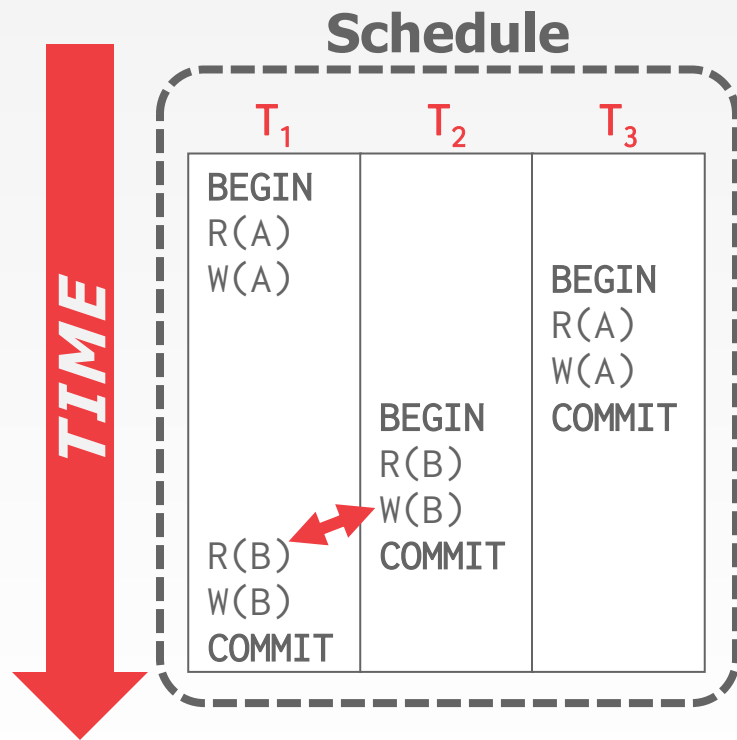 Schedule
TIME
T₁ T₂ T₃
BEGIN
R(A)
W(A) BEGIN
R(A)
W(A)
BEGIN COMMIT
R(B)
W(B)
R(B) COMMIT
W(B)
COMMIT